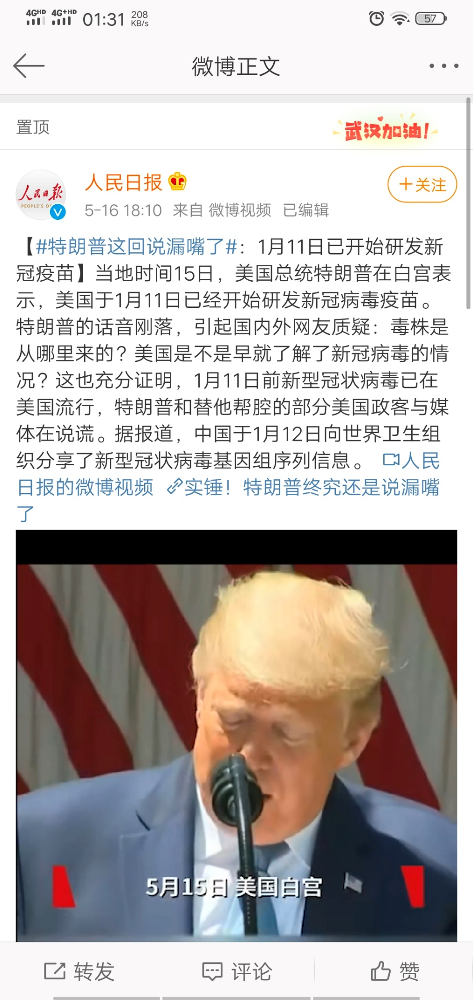 4GHD 4G+HD 01:31 208 KB/s 57
微博正文
置顶
武汉加油!
人民日报
人民日报
PEOPLE'S DA
+关注
5-16 18:10 来自 微博视频 已编辑
【#特朗普这回说漏嘴了#：1月11日已开始研发新
冠疫苗】当地时间15日，美国总统特朗普在白宫表
示，美国于1月11日已经开始研发新冠病毒疫苗。
特朗普的话音刚落，引起国内外网友质疑：毒株是
从哪里来的？美国是不是早就了解了新冠病毒的情
况？这也充分证明，1月11日前新型冠状病毒已在
美国流行，特朗普和替他帮腔的部分美国政客与媒
体在说谎。据报道，中国于1月12日向世界卫生组
织分享了新型冠状病毒基因组序列信息。 人民
日报的微博视频 实锤！特朗普终究还是说漏嘴
了
5月15日 美国白宫
转发
评论
赞